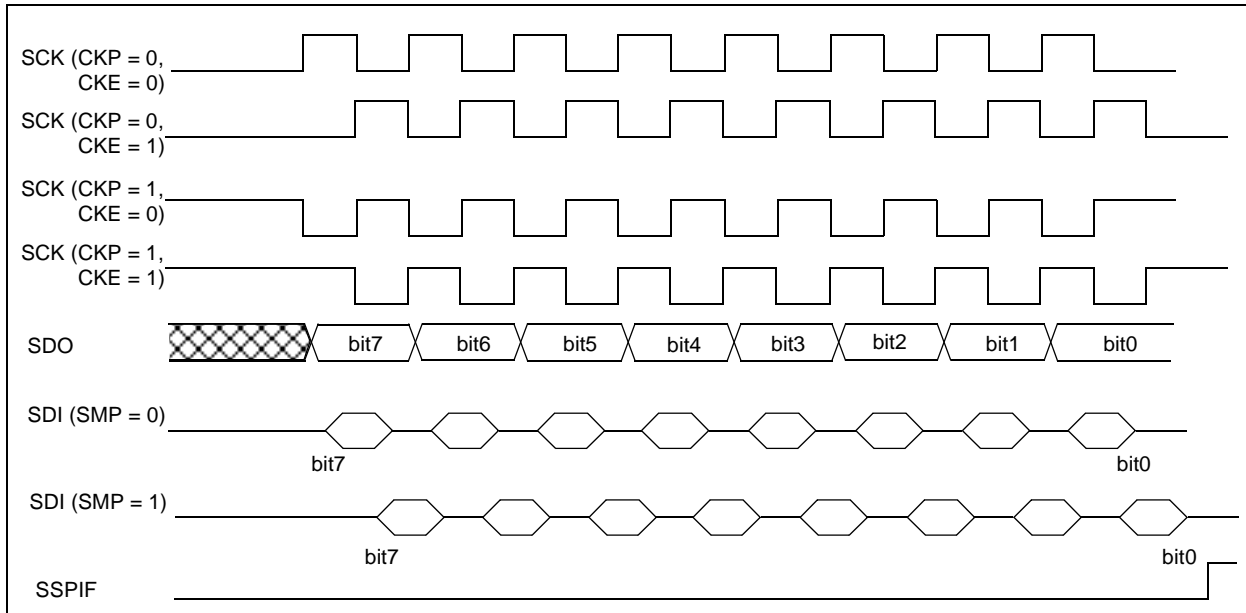 SCK (CKP = 0,
CKE = 0)
SCK (CKP = 0,
CKE = 1)
SCK (CKP = 1,
CKE = 0)
SCK (CKP = 1,
CKE = 1)
SDO bit7 bit6 bit5 bit4 bit3 bit2 bit1 bit0
SDI (SMP = 0)
bit7 bit0
SDI (SMP = 1)
bit7 bit0
SSPIF